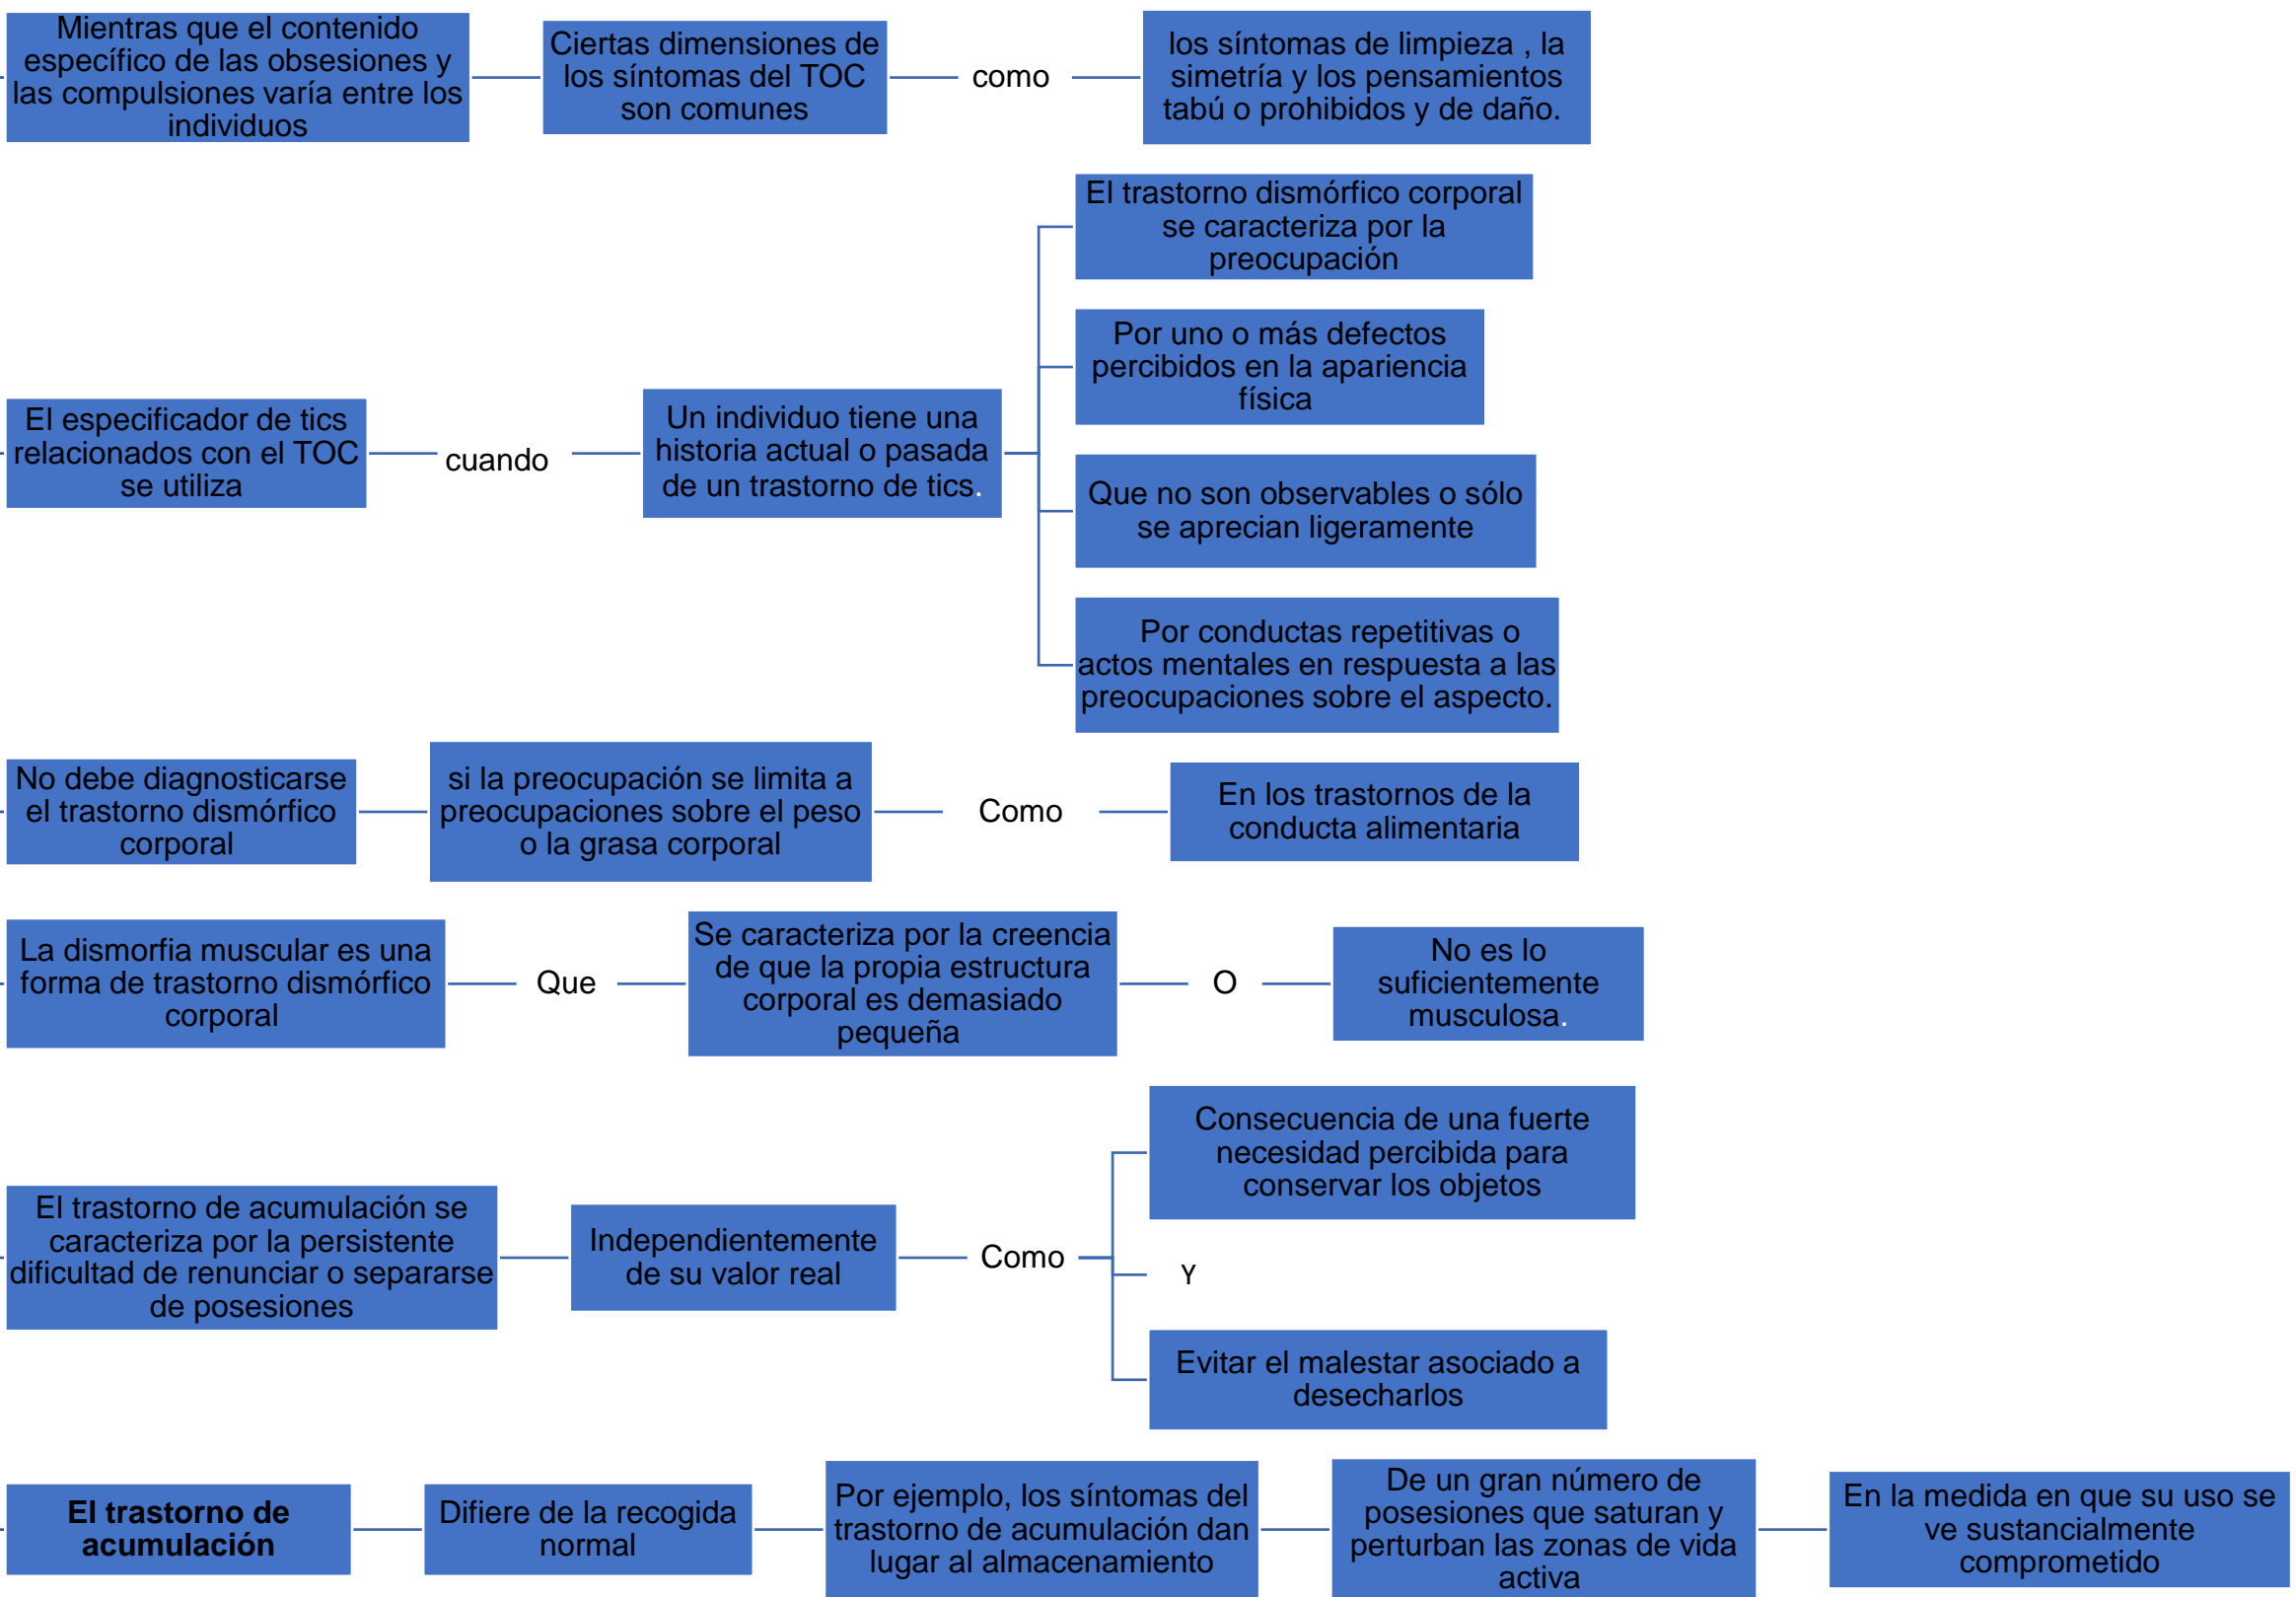 Mientras que el contenido
específico de las obsesiones y
las compulsiones varía entre los
individuos
Ciertas dimensiones de
los síntomas del TOC
son comunes
como
los síntomas de limpieza , la
simetría y los pensamientos
tabú o prohibidos y de daño.
El especificador de tics
relacionados con el TOC
se utiliza
cuando
Un individuo tiene una
historia actual o pasada
de un trastorno de tics.
El trastorno dismórfico corporal
se caracteriza por la
preocupación
Por uno o más defectos
percibidos en la apariencia
física
Que no son observables o sólo
se aprecian ligeramente
Por conductas repetitivas o
actos mentales en respuesta a las
preocupaciones sobre el aspecto.
No debe diagnosticarse
el trastorno dismórfico
corporal
si la preocupación se limita a
preocupaciones sobre el peso
o la grasa corporal
Como
En los trastornos de la
conducta alimentaria
La dismorfia muscular es una
forma de trastorno dismórfico
corporal
Que
Se caracteriza por la creencia
de que la propia estructura
corporal es demasiado
pequeña
O
No es lo
suficientemente
musculosa.
El trastorno de acumulación se
caracteriza por la persistente
dificultad de renunciar o separarse
de posesiones
Independientemente
de su valor real
Como
Consecuencia de una fuerte
necesidad percibida para
conservar los objetos
Y
Evitar el malestar asociado a
desecharlos
El trastorno de
acumulación
Difiere de la recogida
normal
Por ejemplo, los síntomas del
trastorno de acumulación dan
lugar al almacenamiento
De un gran número de
posesiones que saturan y
perturban las zonas de vida
activa
En la medida en que su uso se
ve sustancialmente
comprometido